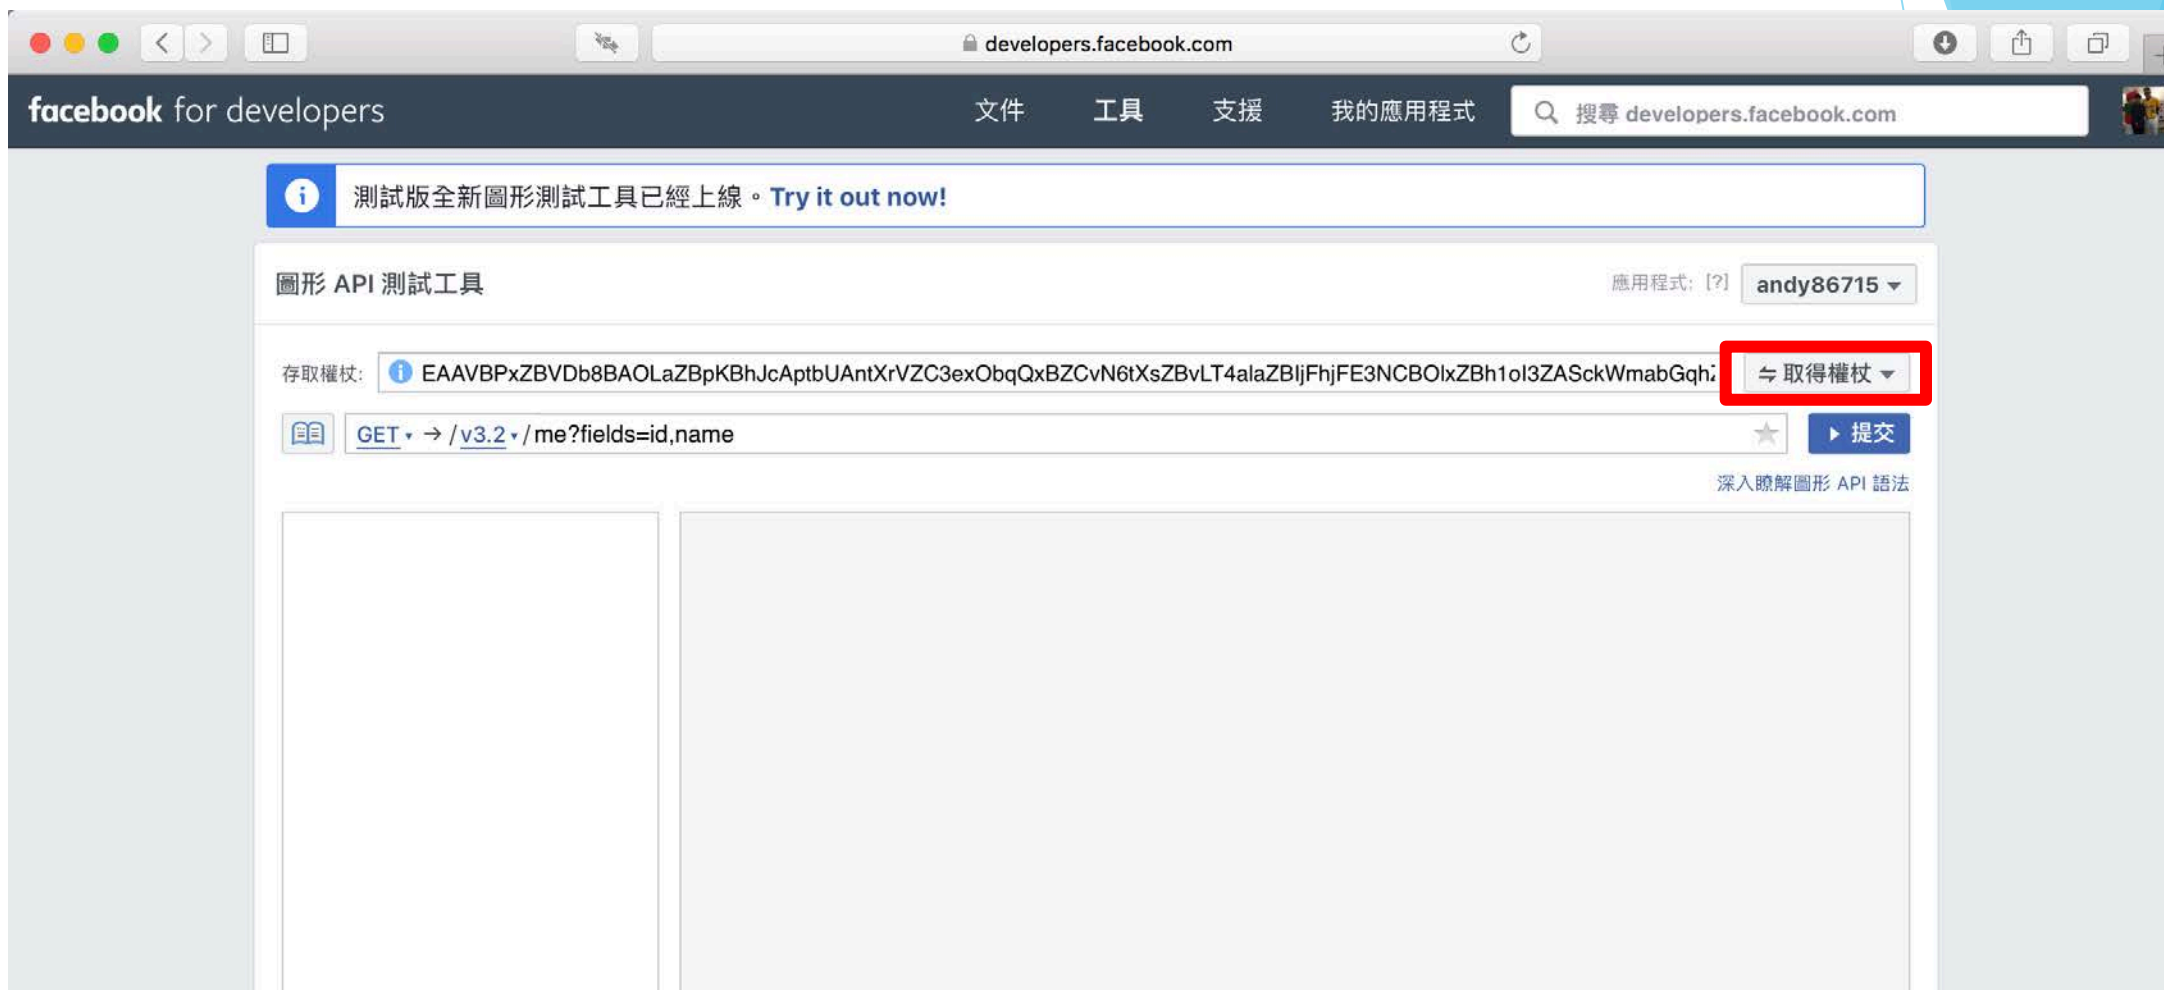 developers.facebook.com
facebook for developers 文件 工具 支援 我的應用程式 搜尋 developers.facebook.com
測試版全新圖形測試工具已經上線。Try it out now!
圖形 API 測試工具 應用程式: [?] andy86715
存取權杖: EAAVBPxZBVDb8BAOLaZBpKBhJcAptbUAntXrVZC3exObqQxBZCvN6tXsZBvLT4alaZBIjFhjFE3NCBOlxZBh1oI3ZASckWmabGqhZ 取得權杖
GET → / v3.2 / me?fields=id,name 提交
深入瞭解圖形 API 語法